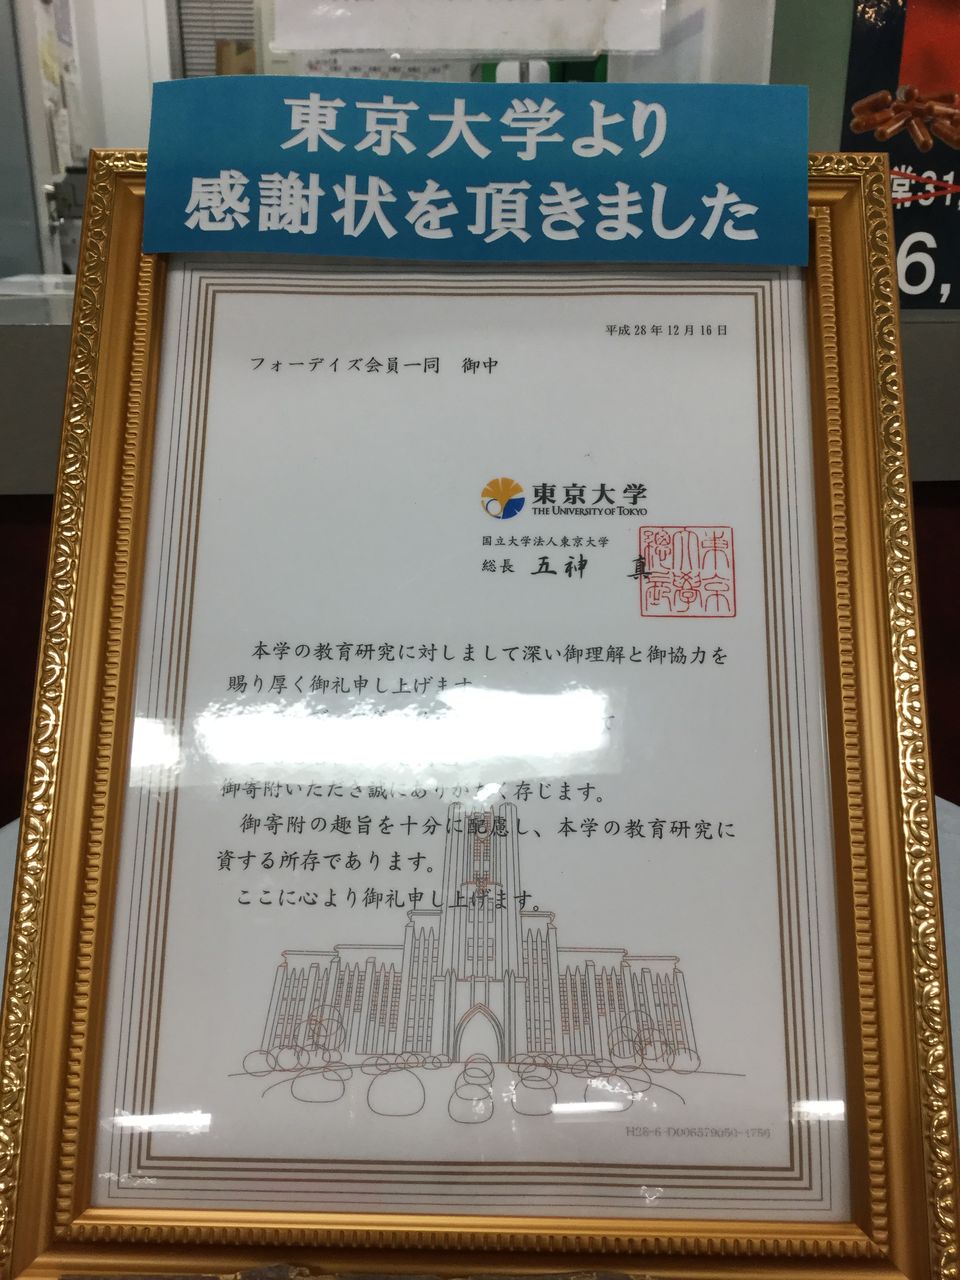 東京大学より
感謝状を頂きました
平成28年12月16日
フォーデイズ会員一同 御中
東京大学
THE UNIVERSITY OF TOKYO
国立大学法人東京大学
総長 五神 真
東京大學總長
本学の教育研究に対しまして深い御理解と御協力を
賜り厚く御礼申し上げます
て
御寄附いただき誠にありがたく存じます。
御寄附の趣旨を十分に配慮し、本学の教育研究に
資する所存であります。
ここに心より御礼申し上げます。
6,